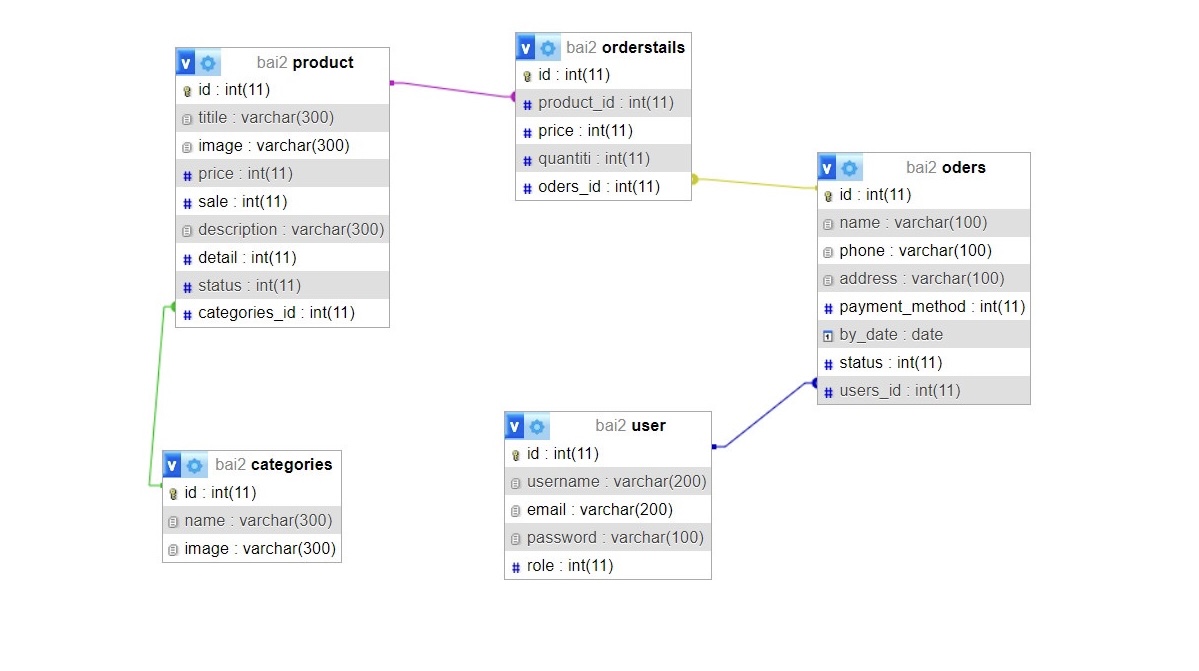 v bai2 product
id : int(11)
titile : varchar(300)
image : varchar(300)
# price : int(11)
# sale : int(11)
description : varchar(300)
# detail : int(11)
# status : int(11)
# categories_id : int(11)
v bai2 orderstails
id : int(11)
# product_id : int(11)
# price : int(11)
# quantiti : int(11)
# oders_id : int(11)
v bai2 oders
id : int(11)
name : varchar(100)
phone : varchar(100)
address : varchar(100)
# payment_method : int(11)
by_date : date
# status : int(11)
# users_id : int(11)
v bai2 categories
id : int(11)
name : varchar(300)
image : varchar(300)
v bai2 user
id : int(11)
username : varchar(200)
email : varchar(200)
password : varchar(100)
# role : int(11)